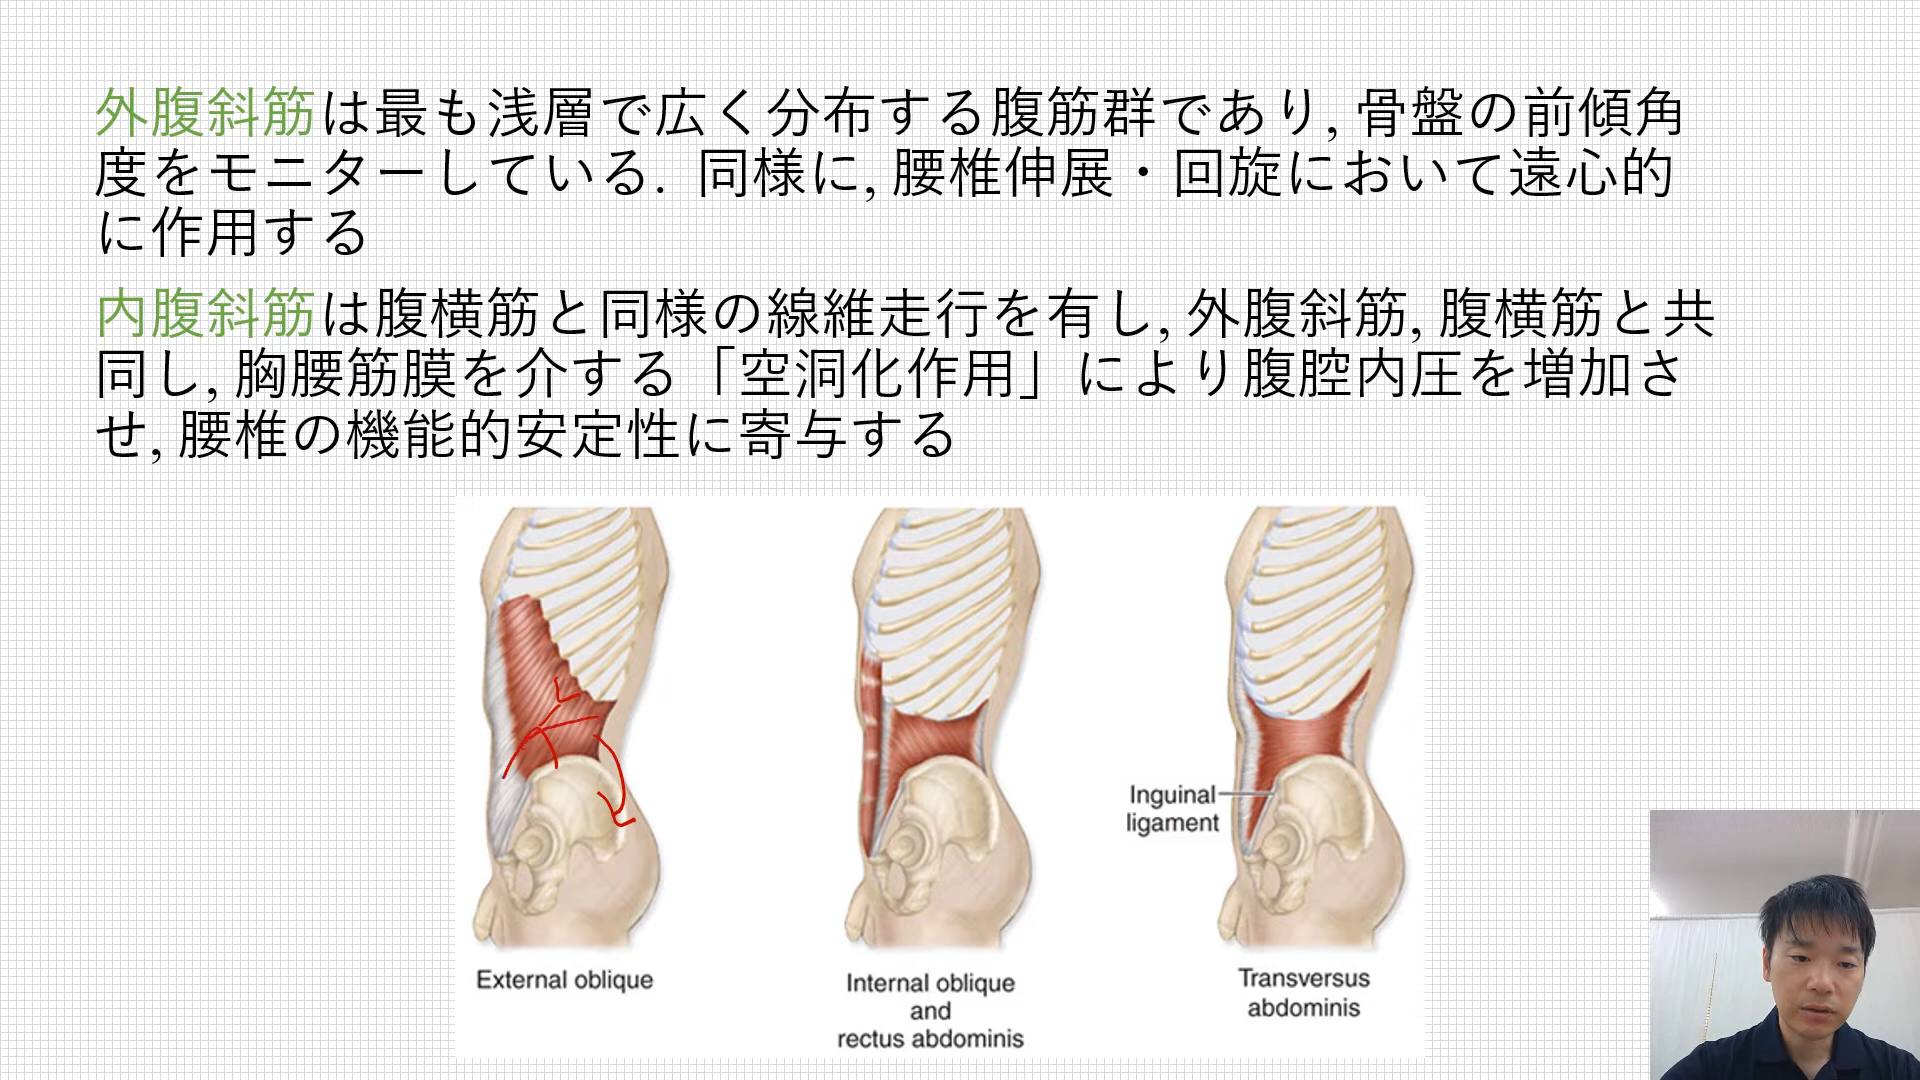 外腹斜筋は最も浅層で広く分布する腹筋群であり, 骨盤の前傾角
度をモニターしている. 同様に, 腰椎伸展・回旋において遠心的
に作用する
内腹斜筋は腹横筋と同様の線維走行を有し, 外腹斜筋, 腹横筋と共
同し, 胸腰筋膜を介する「空洞化作用」により腹腔内圧を増加さ
せ, 腰椎の機能的安定性に寄与する
Inguinal
ligament
External oblique
Internal oblique
and
rectus abdominis
Transversus
abdominis